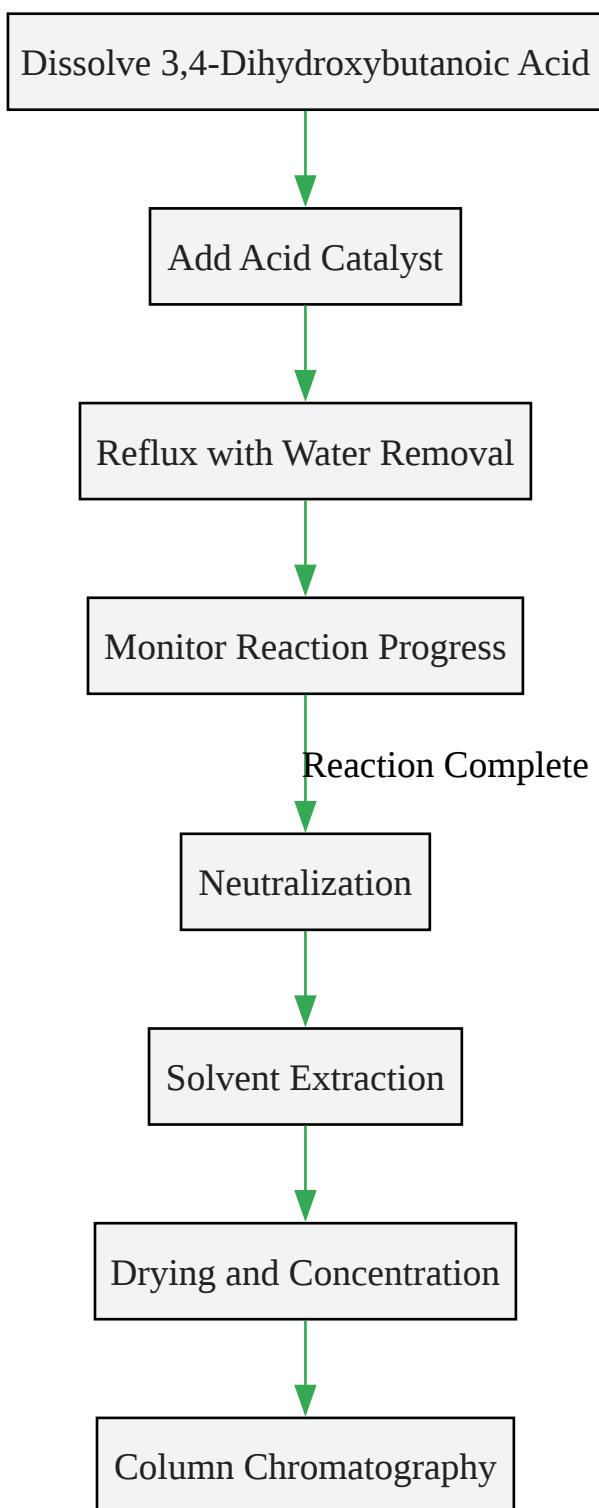 Dissolve 3,4-Dihydroxybutanoic Acid
Add Acid Catalyst
Reflux with Water Removal
Monitor Reaction Progress
Reaction Complete
Neutralization
Solvent Extraction
Drying and Concentration
Column Chromatography